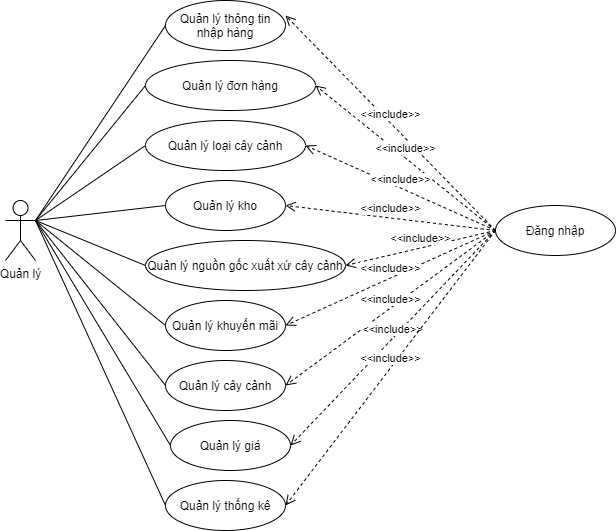 Quản lý thông tin
nhập hàng
Quản lý đơn hàng
<<include>>
<<include>>
Quản lý loại cây cảnh
<<include>>
Quản lý kho
<<include>>
Đăng nhập
Quản lý
<<include>>
Quản lý nguồn gốc xuất xứ cây cảnh
<<include>>
<<include>>
Quản lý khuyến mãi
<<include>>
<<include>>
Quản lý cây cảnh
Quản lý giá
Quản lý thống kê